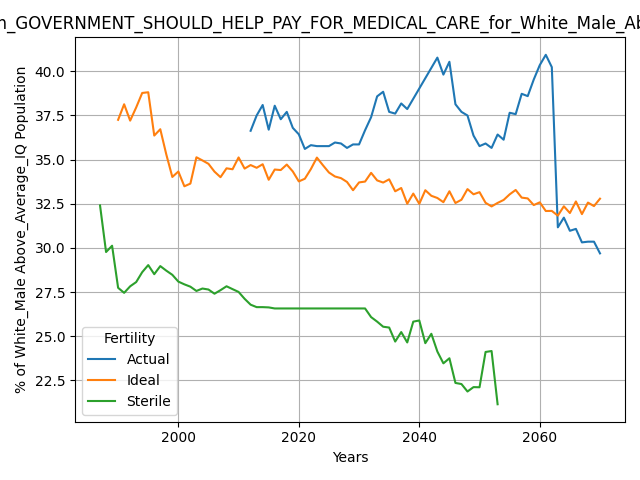 GOVERNMENT_SHOULD_HELP_PAY_FOR_MEDICAL_CARE_for_White_Male
% of White_Male Above_Average_IQ Population
40.0
37.5
35.0
32.5
30.0
27.5
25.0
22.5
Fertility
Actual
Ideal
Sterile
2000 2020 2040 2060
Years